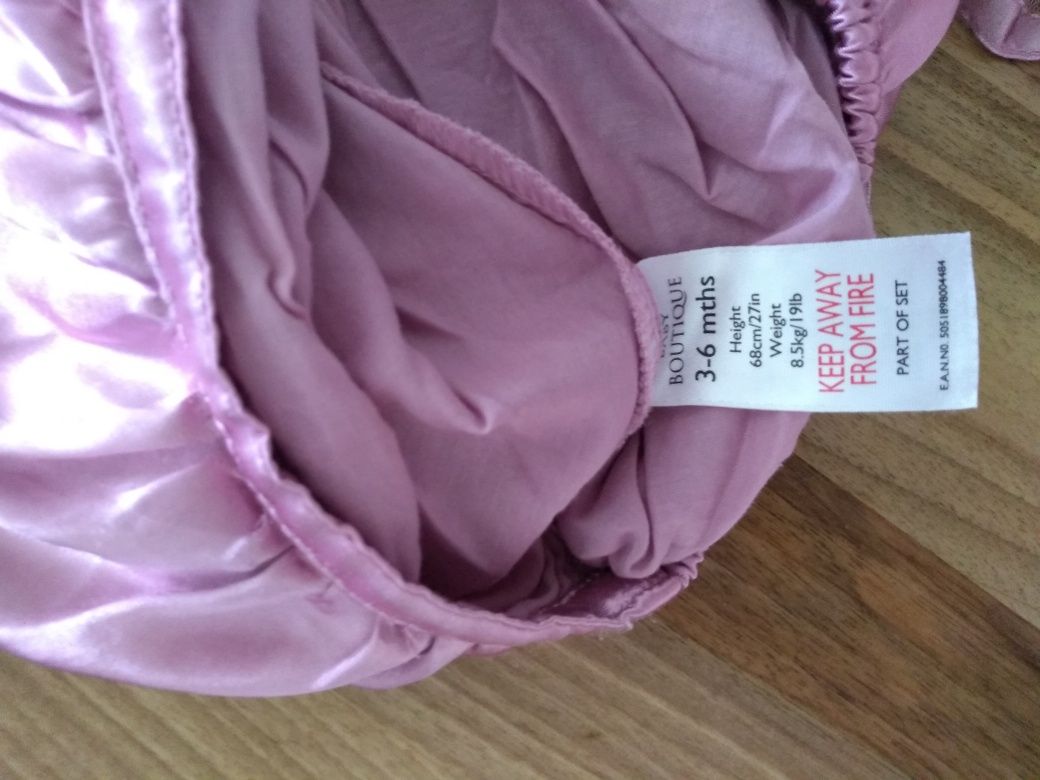 BOUTIQUE
3-6 mths
Height
68cm/27in
Weight
8.5kg/19lb
KEEP AWAY
FROM FIRE
PART OF SET
E.A.N.NO. 5051898004484